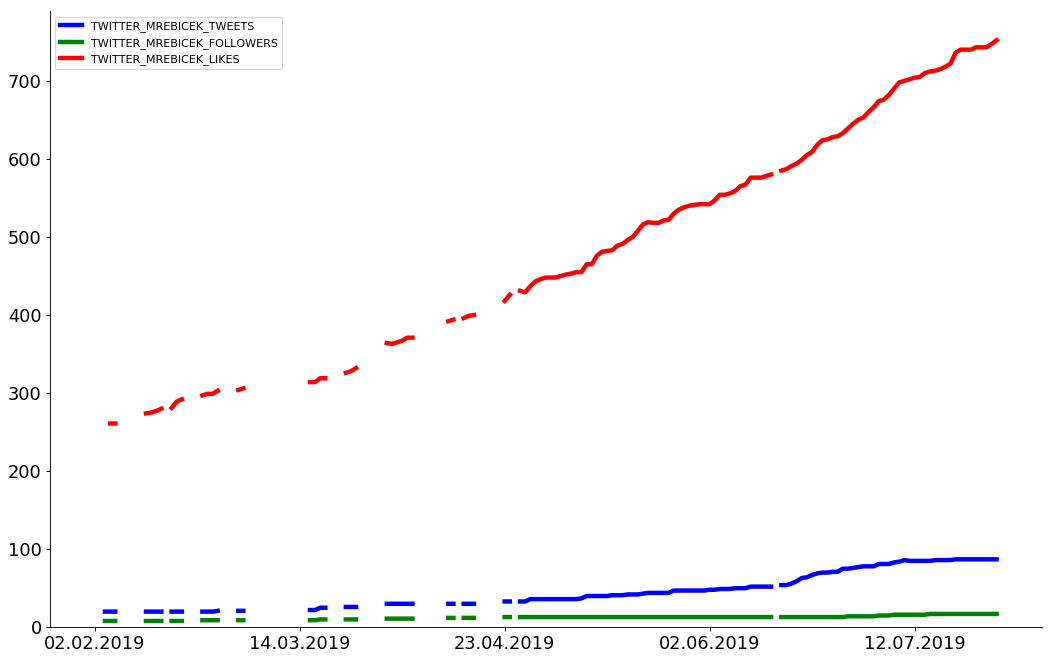 TWITTER_MREBICEK_TWEETS
TWITTER_MREBICEK_FOLLOWERS
TWITTER_MREBICEK_LIKES
700
600
500
400
300
200
100
0
02.02.2019 14.03.2019 23.04.2019 02.06.2019 12.07.2019